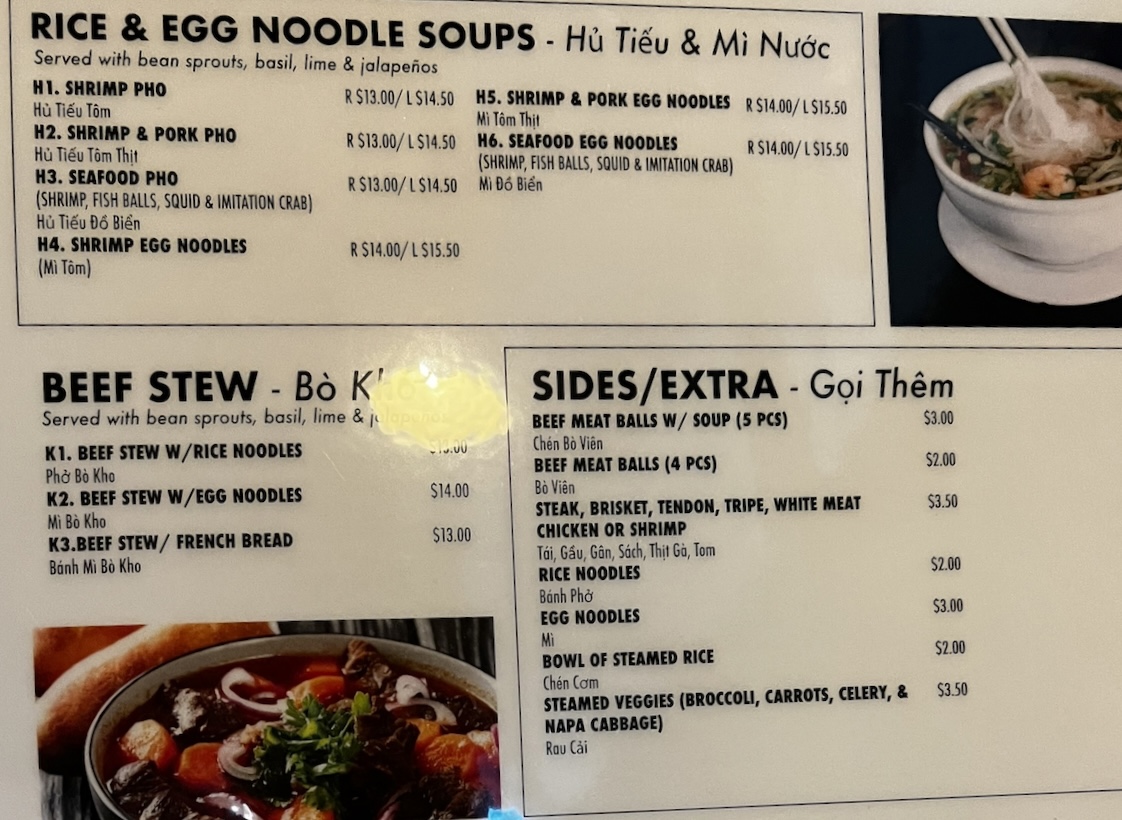 RICE & EGG NOODLE SOUPS - Hủ Tiếu & Mì Nước
Served with bean sprouts, basil, lime & jalapeños
H1. SHRIMP PHO R $13.00/ L $14.50
Hủ Tiếu Tôm
H2. SHRIMP & PORK PHO R $13.00/ L $14.50
Hủ Tiếu Tôm Thịt
H3. SEAFOOD PHO R $13.00/ L $14.50
(SHRIMP, FISH BALLS, SQUID & IMITATION CRAB)
Hủ Tiếu Đồ Biển
H4. SHRIMP EGG NOODLES R $14.00/ L $15.50
(Mì Tôm)
H5. SHRIMP & PORK EGG NOODLES R $14.00/ L $15.50
Mì Tôm Thịt
H6. SEAFOOD EGG NOODLES R $14.00/ L $15.50
(SHRIMP, FISH BALLS, SQUID & IMITATION CRAB)
Mì Đồ Biển
BEEF STEW - Bò Kho
Served with bean sprouts, basil, lime & jalapeños
K1. BEEF STEW W/RICE NOODLES
Phở Bò Kho
K2. BEEF STEW W/EGG NOODLES $14.00
Mì Bò Kho
K3.BEEF STEW/ FRENCH BREAD $13.00
Bánh Mì Bò Kho
SIDES/EXTRA - Gọi Thêm
BEEF MEAT BALLS W/ SOUP (5 PCS) $3.00
Chén Bò Viên
BEEF MEAT BALLS (4 PCS) $2.00
Bò Viên
STEAK, BRISKET, TENDON, TRIPE, WHITE MEAT $3.50
CHICKEN OR SHRIMP
Tái, Gầu, Gân, Sách, Thịt Gà, Tom
RICE NOODLES $2.00
Bánh Phở
EGG NOODLES $3.00
Mì
BOWL OF STEAMED RICE $2.00
Chén Cơm
STEAMED VEGGIES (BROCCOLI, CARROTS, CELERY, & $3.50
NAPA CABBAGE)
Rau Cải